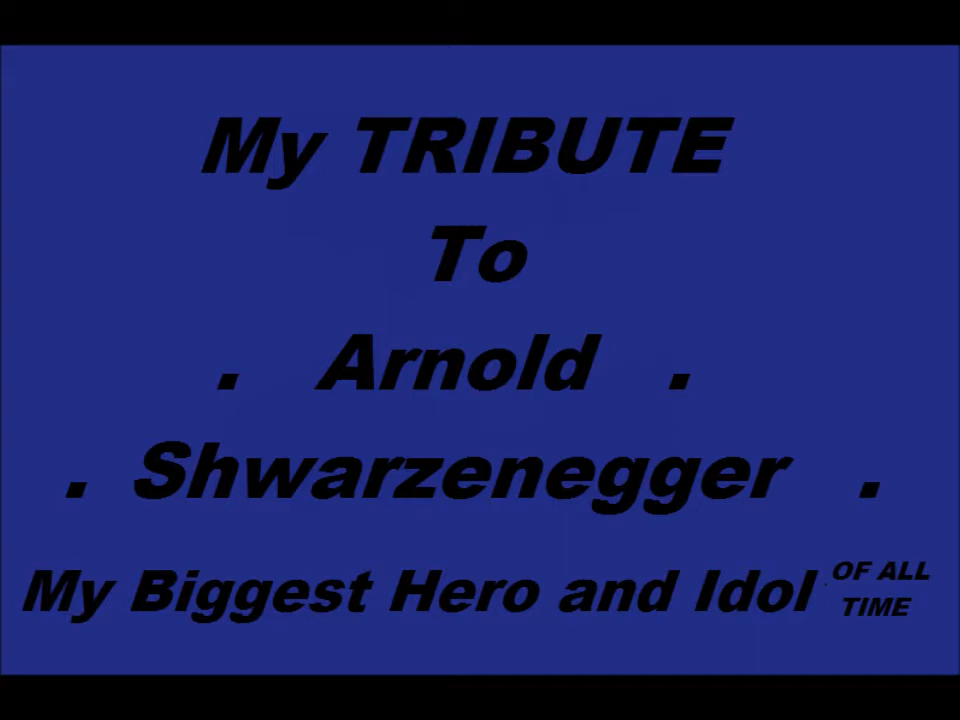 My TRIBUTE
To
. Arnold .
. Shwarzenegger .
My Biggest Hero and Idol . OF ALL
TIME